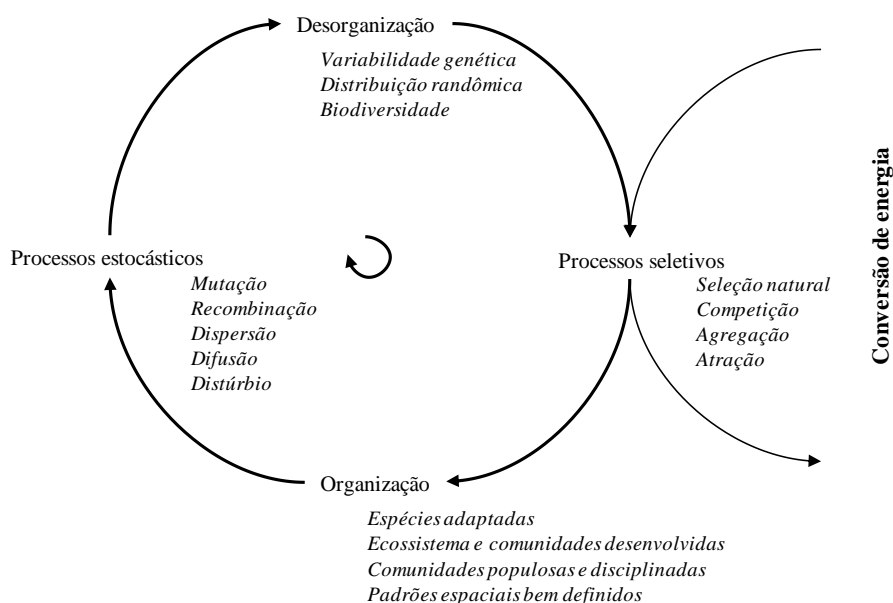 Desorganização
Variabilidade genética
Distribuição randômica
Biodiversidade
Processos estocásticos
Mutação
Recombinação
Dispersão
Difusão
Distúrbio
Processos seletivos
Seleção natural
Competição
Agregação
Atração
Conversão de energia
Organização
Espécies adaptadas
Ecossistema e comunidades desenvolvidas
Comunidades populosas e disciplinadas
Padrões espaciais bem definidos